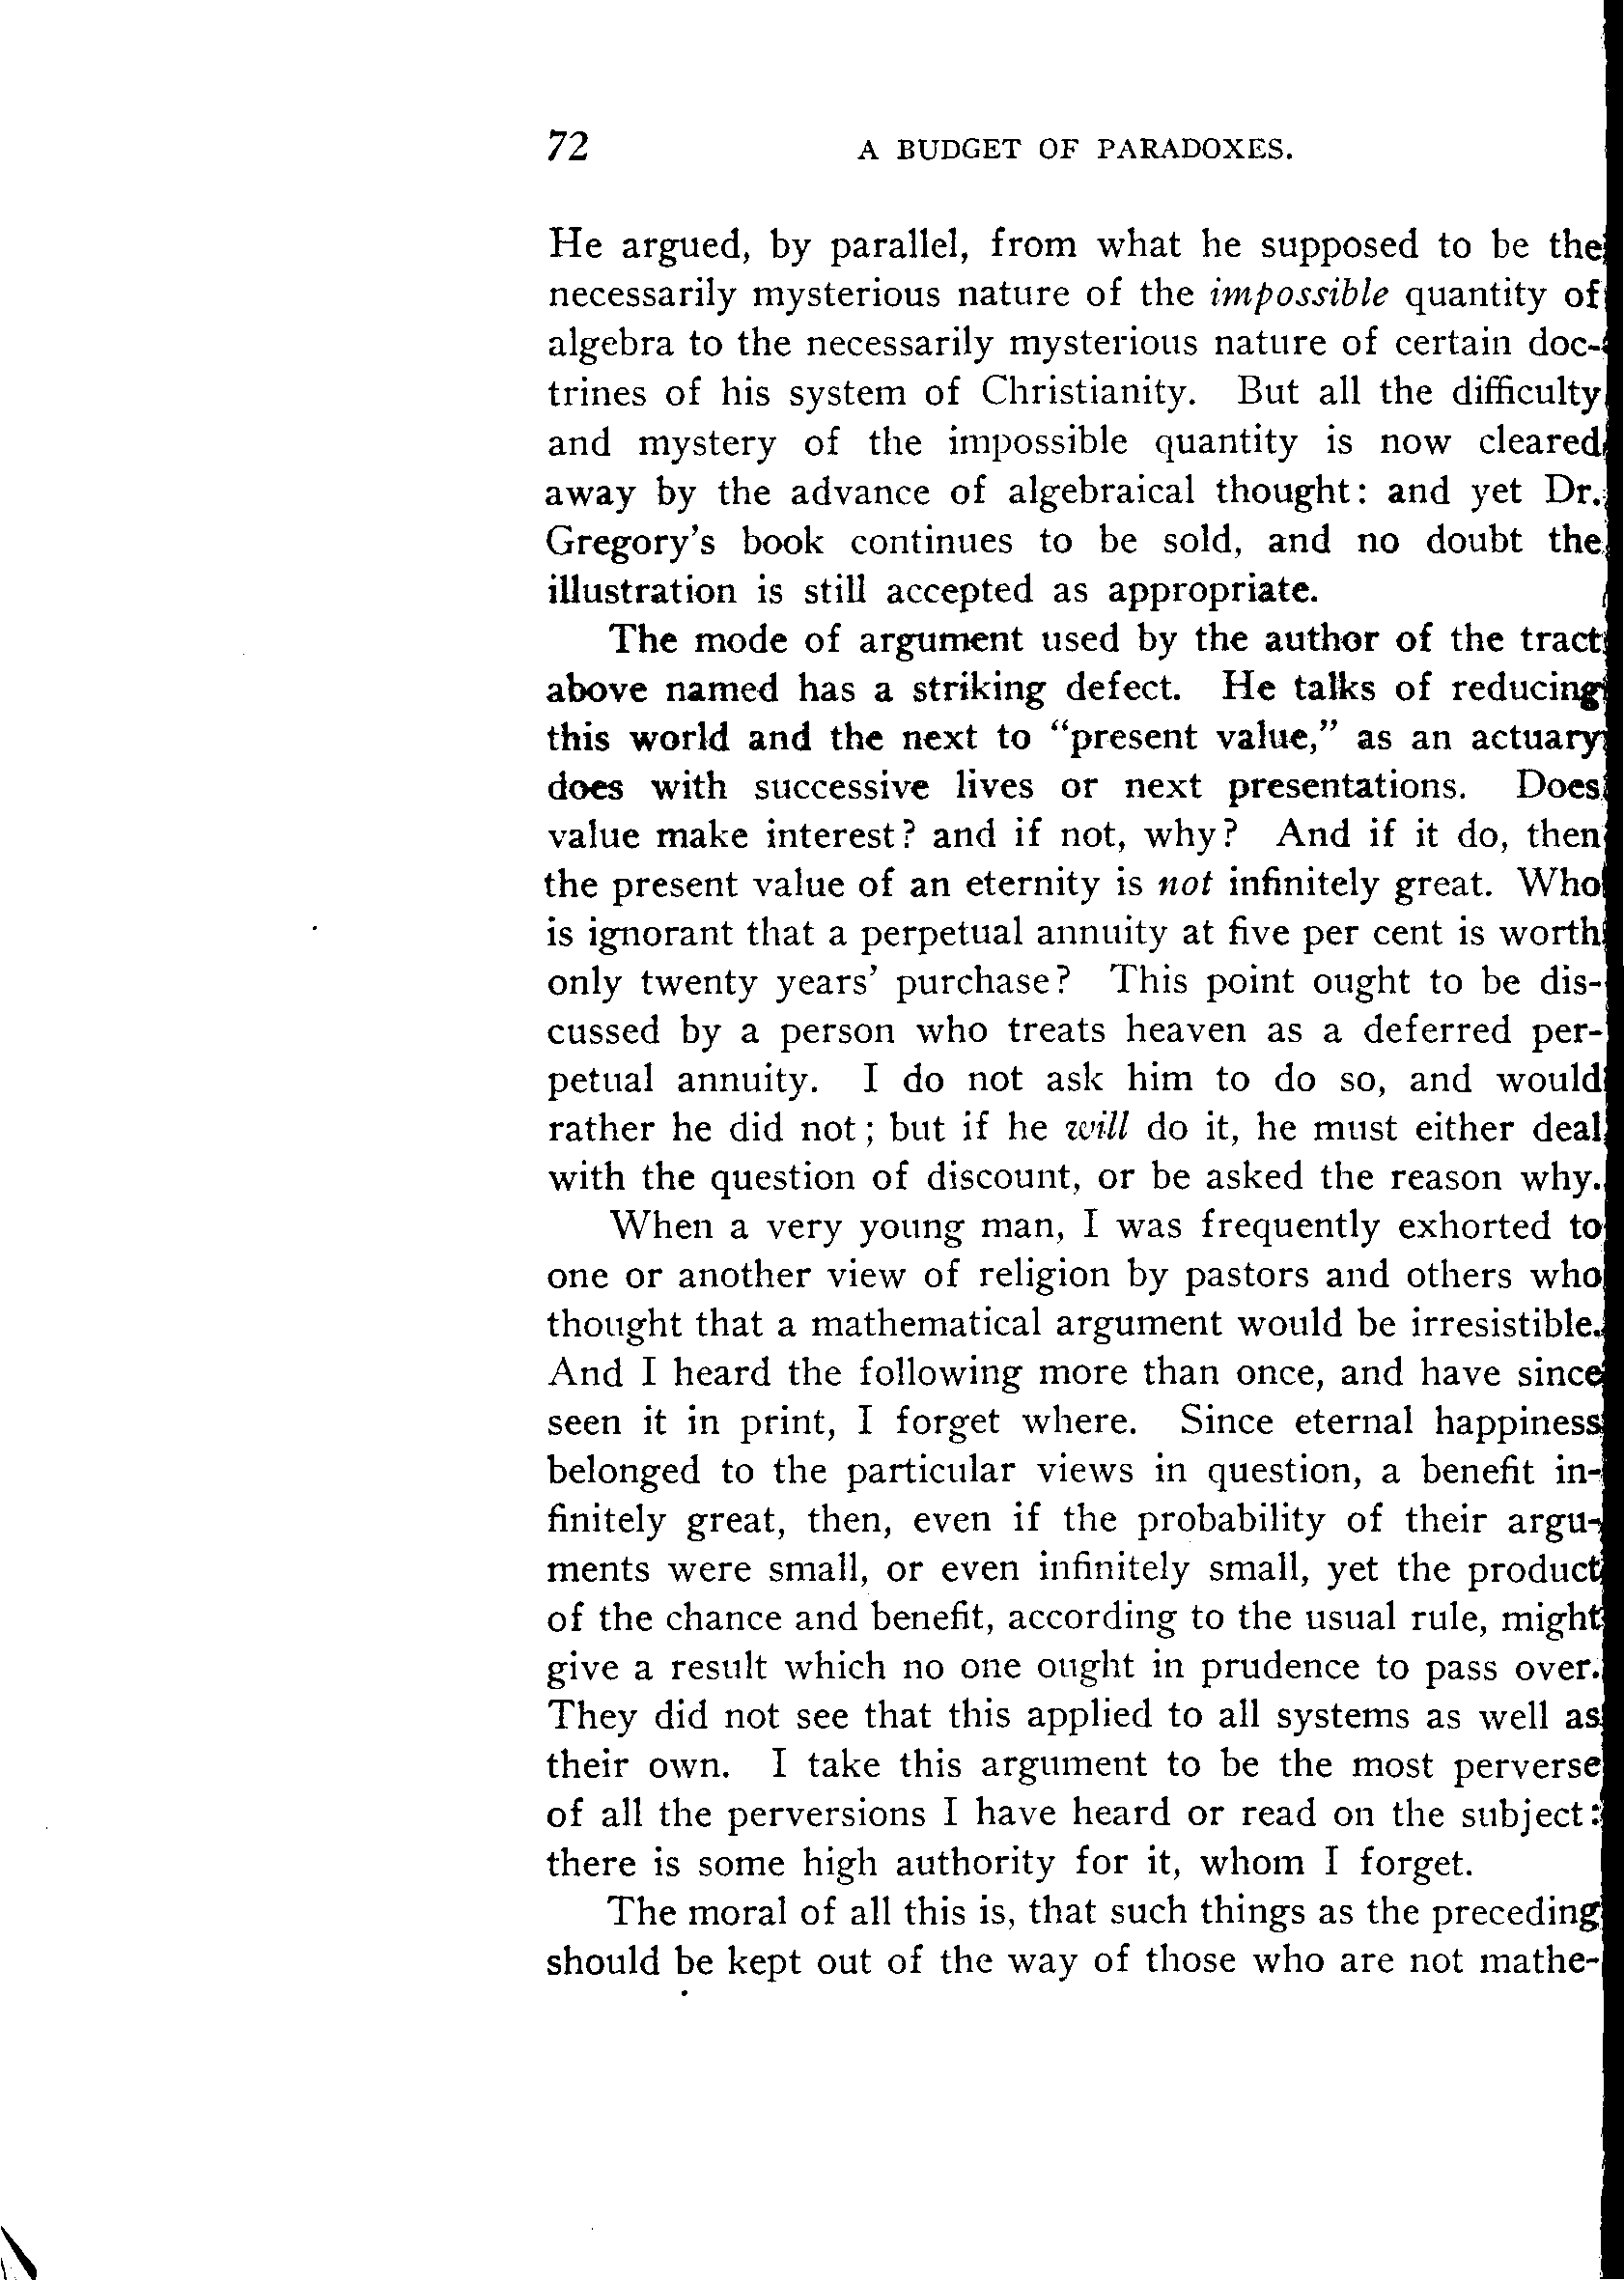 72 A BUDGET OF PARADOXES.
He argued, by parallel, from what he supposed to be the
necessarily mysterious nature of the impossible quantity of
algebra to the necessarily mysterious nature of certain doc-
trines of his system of Christianity. But all the difficulty
and mystery of the impossible quantity is now cleared
away by the advance of algebraical thought: and yet Dr.
Gregory's book continues to be sold, and no doubt the
illustration is still accepted as appropriate.
The mode of argument used by the author of the tract
above named has a striking defect. He talks of reducing
this world and the next to "present value," as an actuary
does with successive lives or next presentations. Does
value make interest? and if not, why? And if it do, then
the present value of an eternity is not infinitely great. Who
is ignorant that a perpetual annuity at five per cent is worth
only twenty years' purchase? This point ought to be dis-
cussed by a person who treats heaven as a deferred per-
petual annuity. I do not ask him to do so, and would
rather he did not; but if he will do it, he must either deal
with the question of discount, or be asked the reason why.
When a very young man, I was frequently exhorted to
one or another view of religion by pastors and others who
thought that a mathematical argument would be irresistible.
And I heard the following more than once, and have since
seen it in print, I forget where. Since eternal happiness
belonged to the particular views in question, a benefit in-
finitely great, then, even if the probability of their argu-
ments were small, or even infinitely small, yet the product
of the chance and benefit, according to the usual rule, might
give a result which no one ought in prudence to pass over.
They did not see that this applied to all systems as well as
their own. I take this argument to be the most perverse
of all the perversions I have heard or read on the subject:
there is some high authority for it, whom I forget.
The moral of all this is, that such things as the preceding
should be kept out of the way of those who are not mathe-